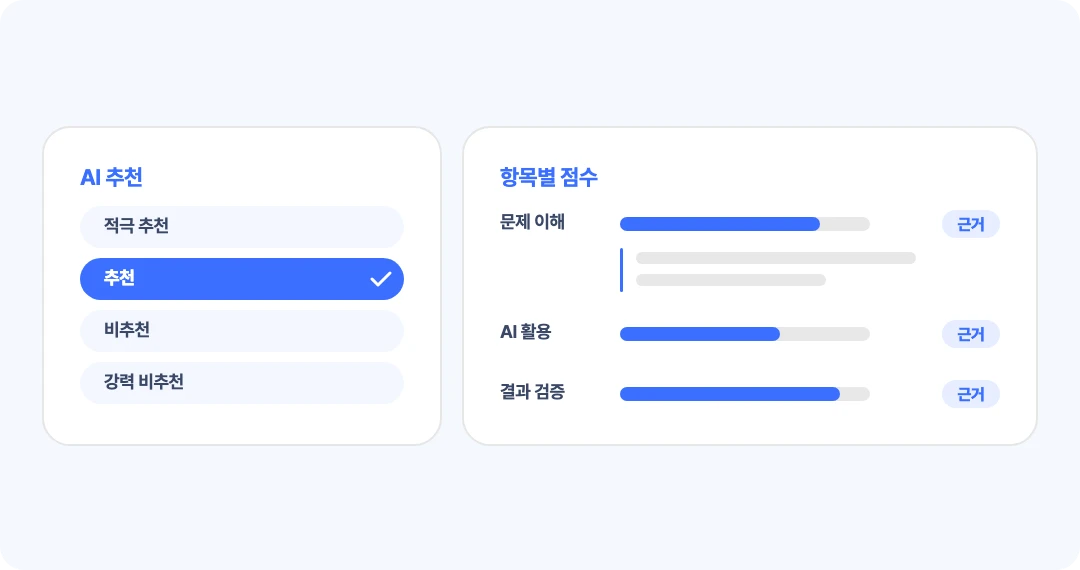 AI 추천
적극 추천
추천
비추천
강력 비추천
항목별 점수
문제 이해
근거
AI 활용
근거
결과 검증
근거